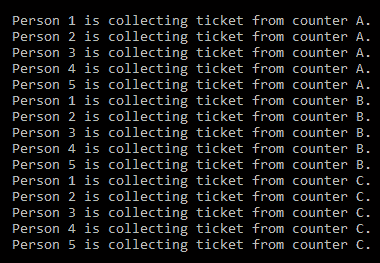 Person 1 is collecting ticket from counter A.
Person 2 is collecting ticket from counter A.
Person 3 is collecting ticket from counter A.
Person 4 is collecting ticket from counter A.
Person 5 is collecting ticket from counter A.
Person 1 is collecting ticket from counter B.
Person 2 is collecting ticket from counter B.
Person 3 is collecting ticket from counter B.
Person 4 is collecting ticket from counter B.
Person 5 is collecting ticket from counter B.
Person 1 is collecting ticket from counter C.
Person 2 is collecting ticket from counter C.
Person 3 is collecting ticket from counter C.
Person 4 is collecting ticket from counter C.
Person 5 is collecting ticket from counter C.